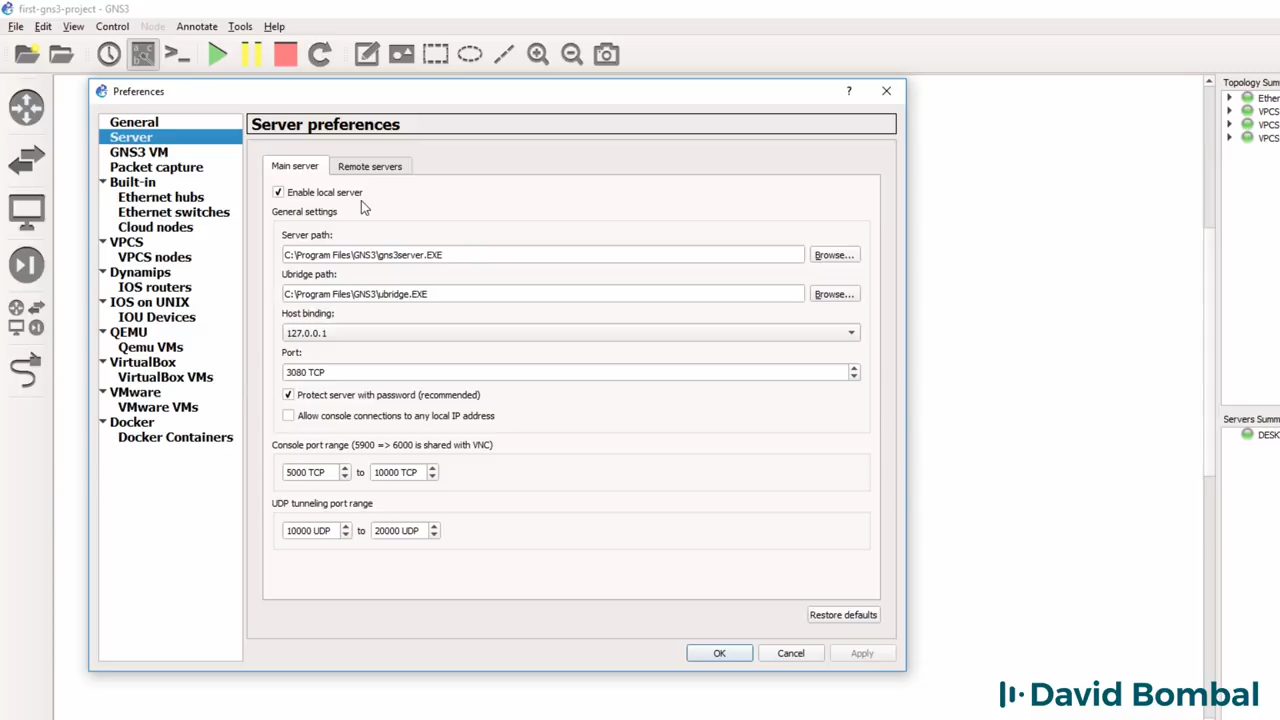 first-gns3-project - GNS3
File Edit View Control Node Annotate Tools Help
Preferences
?
General
Server
GNS3 VM
Packet capture
Built-in
Ethernet hubs
Ethernet switches
Cloud nodes
VPCS
VPCS nodes
Dynamips
IOS routers
IOS on UNIX
IOU Devices
QEMU
Qemu VMs
VirtualBox
VirtualBox VMs
VMware
VMware VMs
Docker
Docker Containers
Server preferences
Main server Remote servers
Enable local server
General settings
Server path:
C:\Program Files\GNS3\gns3server.EXE Browse...
Ubridge path:
C:\Program Files\GNS3\ubridge.EXE Browse...
Host binding:
127.0.0.1
Port:
3080 TCP
Protect server with password (recommended)
Allow console connections to any local IP address
Console port range (5900 => 6000 is shared with VNC)
5000 TCP to 10000 TCP
UDP tunneling port range
10000 UDP to 20000 UDP
Restore defaults
OK Cancel Apply
Topology Sum
Ether
VPCS
VPCS
VPCS
Servers Summ
DESK
David Bombal